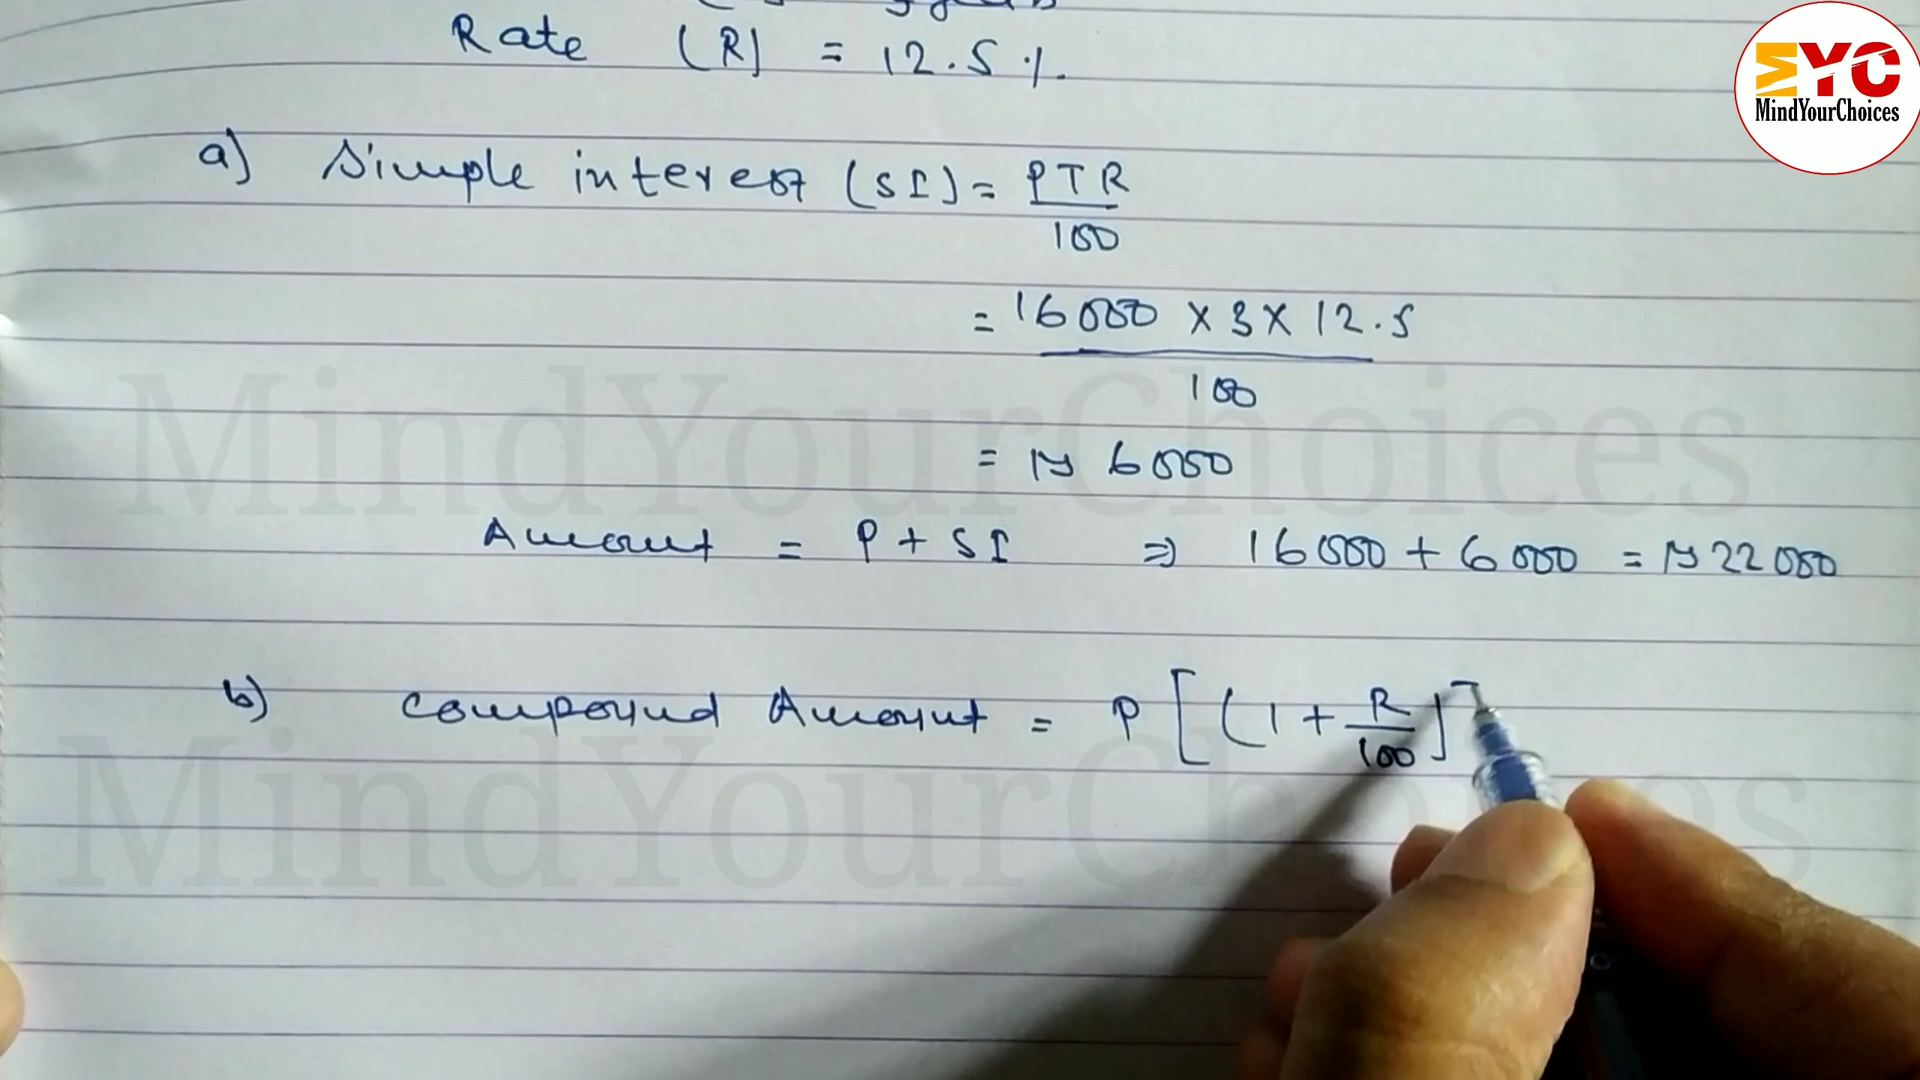 Rate (R) = 12.5 %.
MYC
MindYourChoices
a) Simple interest (SI) = PTR
100
= 16000 x 3 x 12.5
100
= Rs 6000
Amount = P + SI => 16000 + 6000 = Rs 22000
b) Compound Amount = P [ ( 1 + R
100 )
MindYourChoices
MindYourChoices